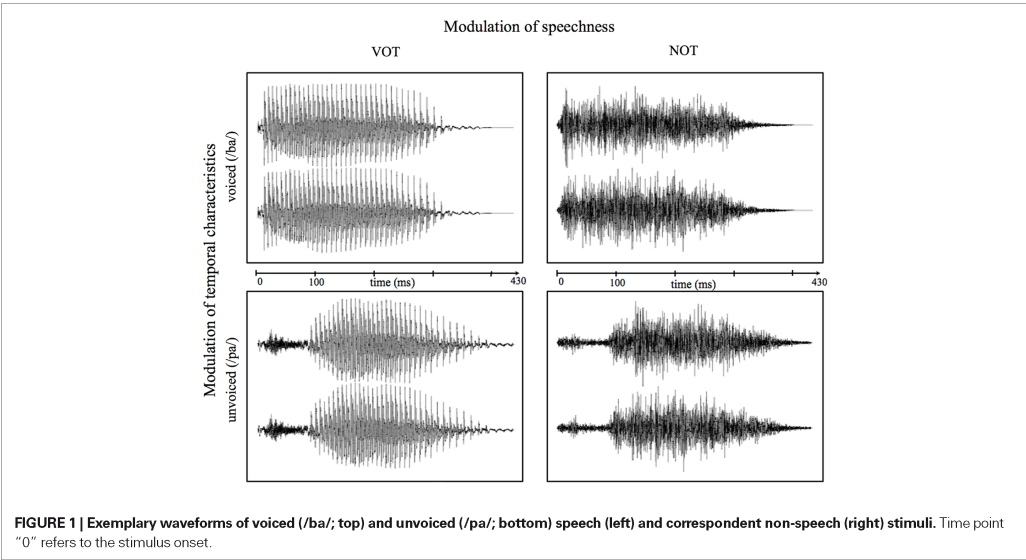 Modulation of speechness
VOT
NOT
Modulation of temporal characteristics
voiced (/ba/)
unvoiced (/pa/)
0 100 time (ms) 430
0 100 time (ms) 430
FIGURE 1 | Exemplary waveforms of voiced (/ba/; top) and unvoiced (/pa/; bottom) speech (left) and correspondent non-speech (right) stimuli. Time point
“0” refers to the stimulus onset.